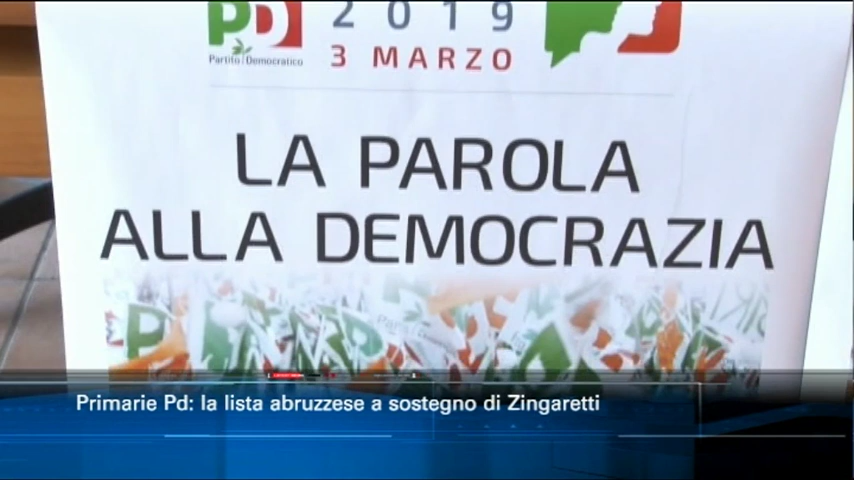 PD 2019
Partito Democratico 3 MARZO
LA PAROLA
ALLA DEMOCRAZIA
Primarie Pd: la lista abruzzese a sostegno di Zingaretti